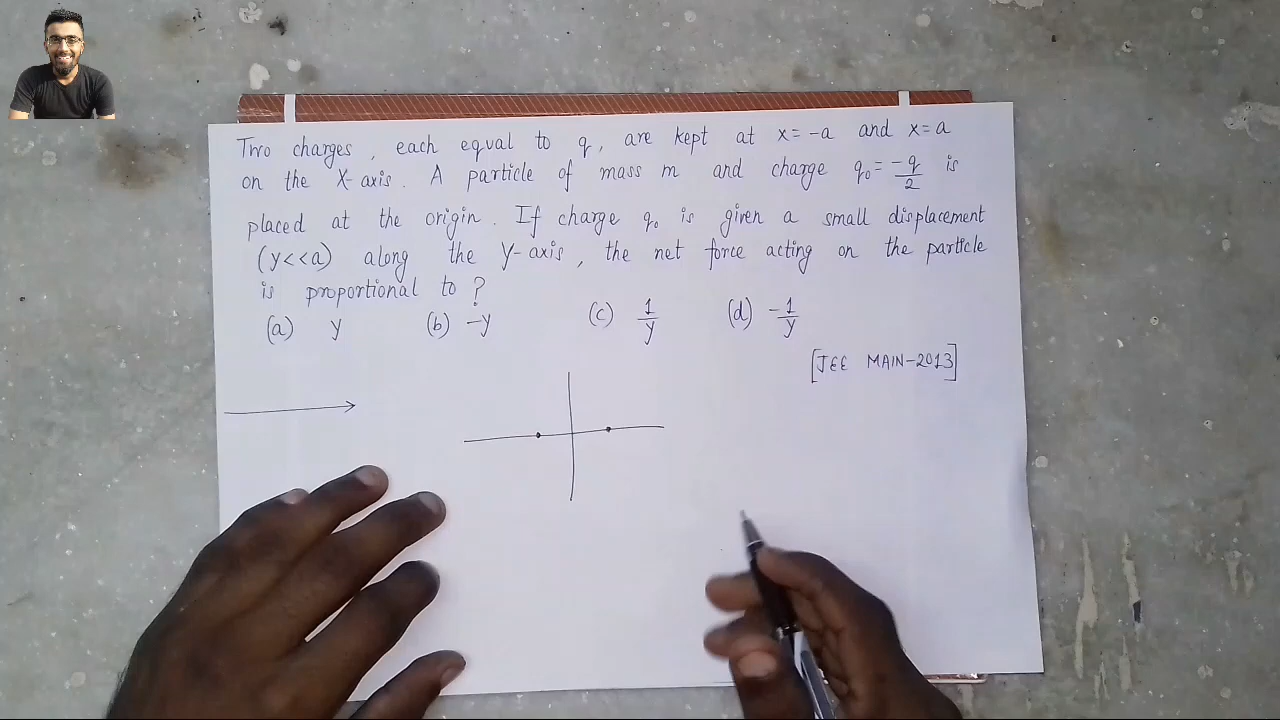 Two charges, each equal to q, are kept at x=-a and x=a
on the X-axis. A particle of mass m and charge q₀=-q/2 is
placed at the origin. If charge q₀ is given a small displacement
(y<<a) along the Y-axis, the net force acting on the particle
is proportional to?
(a) y (b) -y (c) 1/y (d) -1/y
[JEE MAIN-2013]